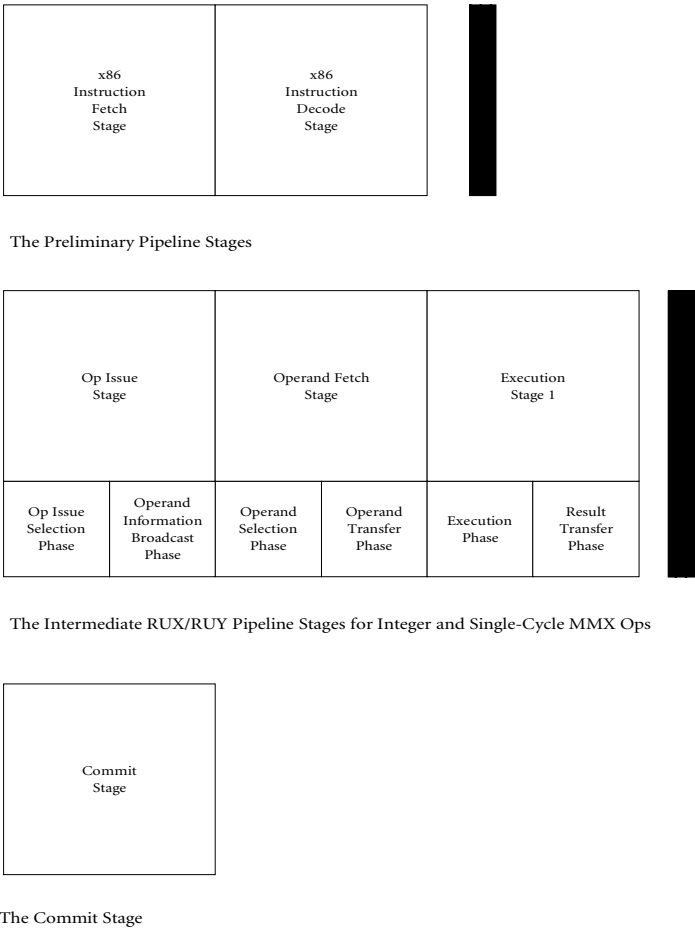 x86
Instruction
Fetch
Stage
x86
Instruction
Decode
Stage
The Preliminary Pipeline Stages
Op Issue
Stage
Operand Fetch
Stage
Execution
Stage 1
Op Issue
Selection
Phase
Operand
Information
Broadcast
Phase
Operand
Selection
Phase
Operand
Transfer
Phase
Execution
Phase
Result
Transfer
Phase
The Intermediate RUX/RUY Pipeline Stages for Integer and Single-Cycle MMX Ops
Commit
Stage
The Commit Stage